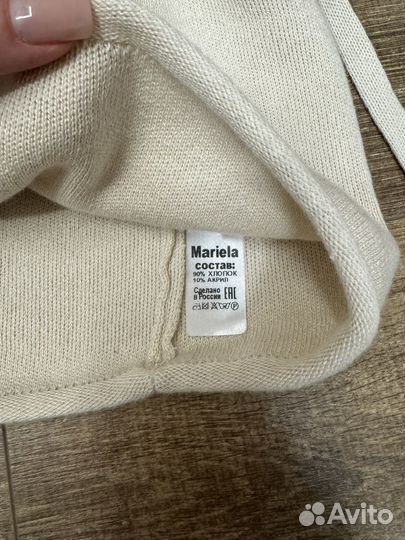 Mariela
состав:
90% ХЛОПОК
10% АКРИЛ
Сделано
в России EAC
Avito